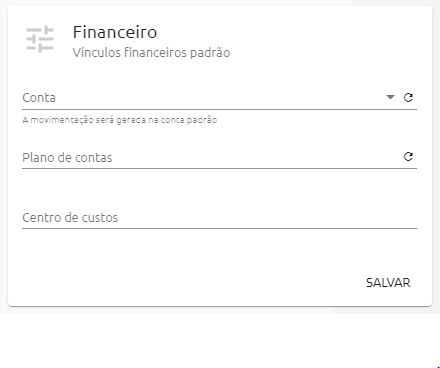 Financeiro
Vínculos financeiros padrão
Conta
A movimentação será gerada na conta padrão
Plano de contas
Centro de custos
SALVAR
.